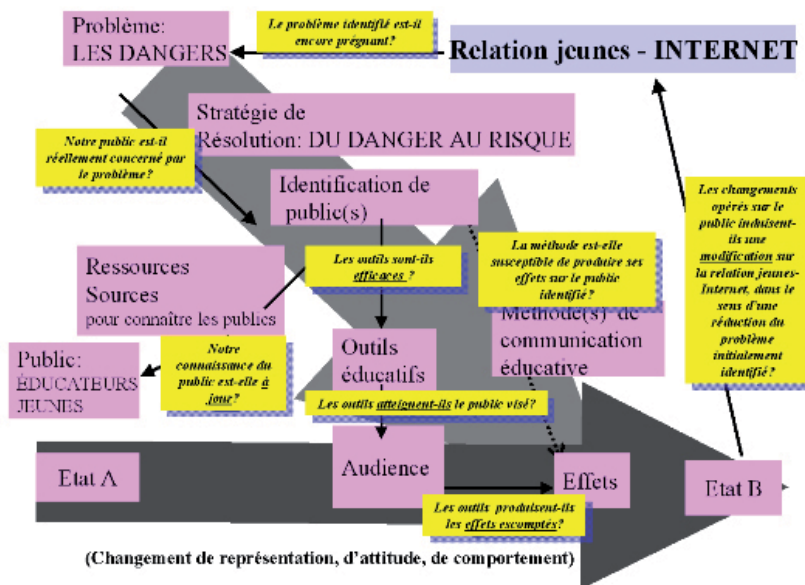 Problème:
LES DANGERS
Le problème identifié est-il
encore prégnant?
Relation jeunes - INTERNET
Stratégie de
Résolution: DU DANGER AU RISQUE
Notre public est-il
réellement concerné par
le problème?
Identification de
public(s)
Les changements
opérés sur le
public induisent-
ils une
modification sur
la relation jeunes-
Internet, dans le
sens d'une
réduction du
problème
initialement
identifié?
Les outils sont-ils
efficaces ?
La méthode est-elle
susceptible de produire ses
effets sur le public
identifié?
Ressources
Sources
pour connaître les publics
Méthode(s) de
communication
éducative
Outils
éducatifs
Public:
ÉDUCATEURS
JEUNES
Notre
connaissance du
public est-elle à
jour?
Les outils atteignent-ils le public visé?
Etat A
Audience
Effets
Etat B
Les outils produisent-ils
les effets escomptés?
(Changement de représentation, d'attitude, de comportement)